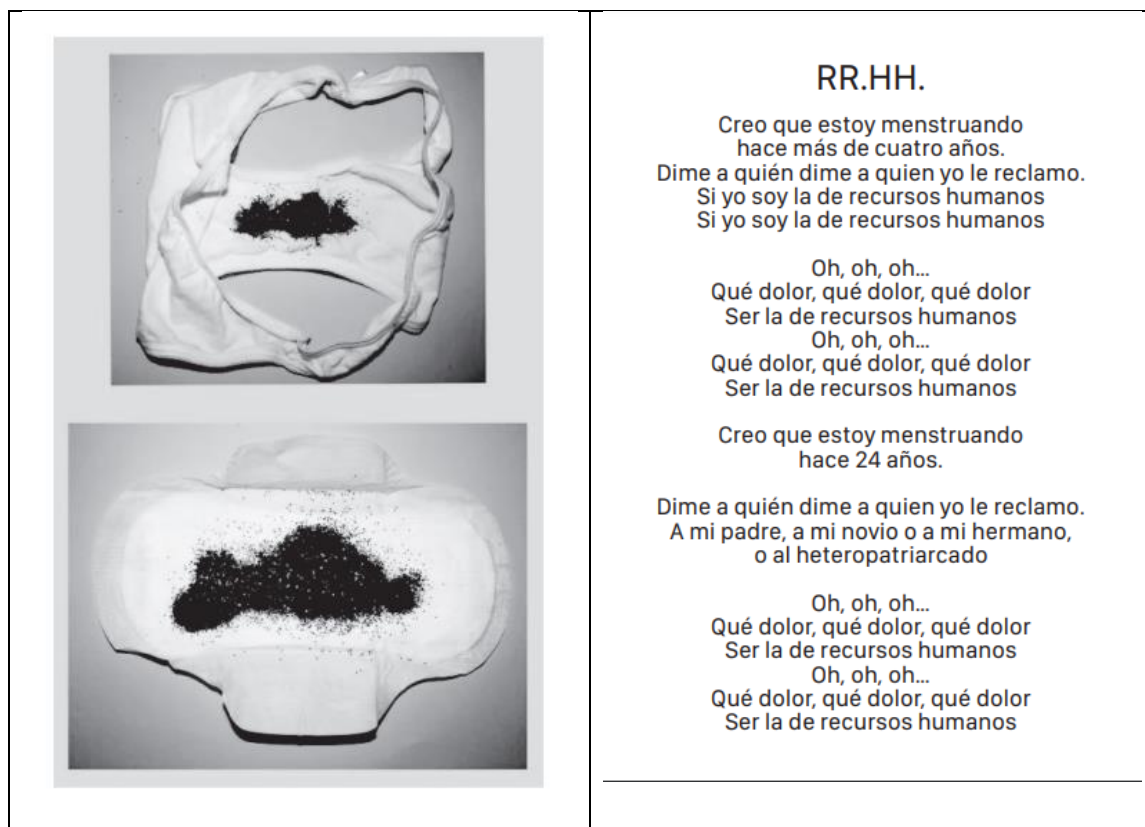 RR.HH.
Creo que estoy menstruando
hace más de cuatro años.
Dime a quién dime a quien yo le reclamo.
Si yo soy la de recursos humanos
Si yo soy la de recursos humanos
Oh, oh, oh...
Qué dolor, qué dolor, qué dolor
Ser la de recursos humanos
Oh, oh, oh...
Qué dolor, qué dolor, qué dolor
Ser la de recursos humanos
Creo que estoy menstruando
hace 24 años.
Dime a quién dime a quien yo le reclamo.
A mi padre, a mi novio o a mi hermano,
o al heteropatriarcado
Oh, oh, oh...
Qué dolor, qué dolor, qué dolor
Ser la de recursos humanos
Oh, oh, oh...
Qué dolor, qué dolor, qué dolor
Ser la de recursos humanos